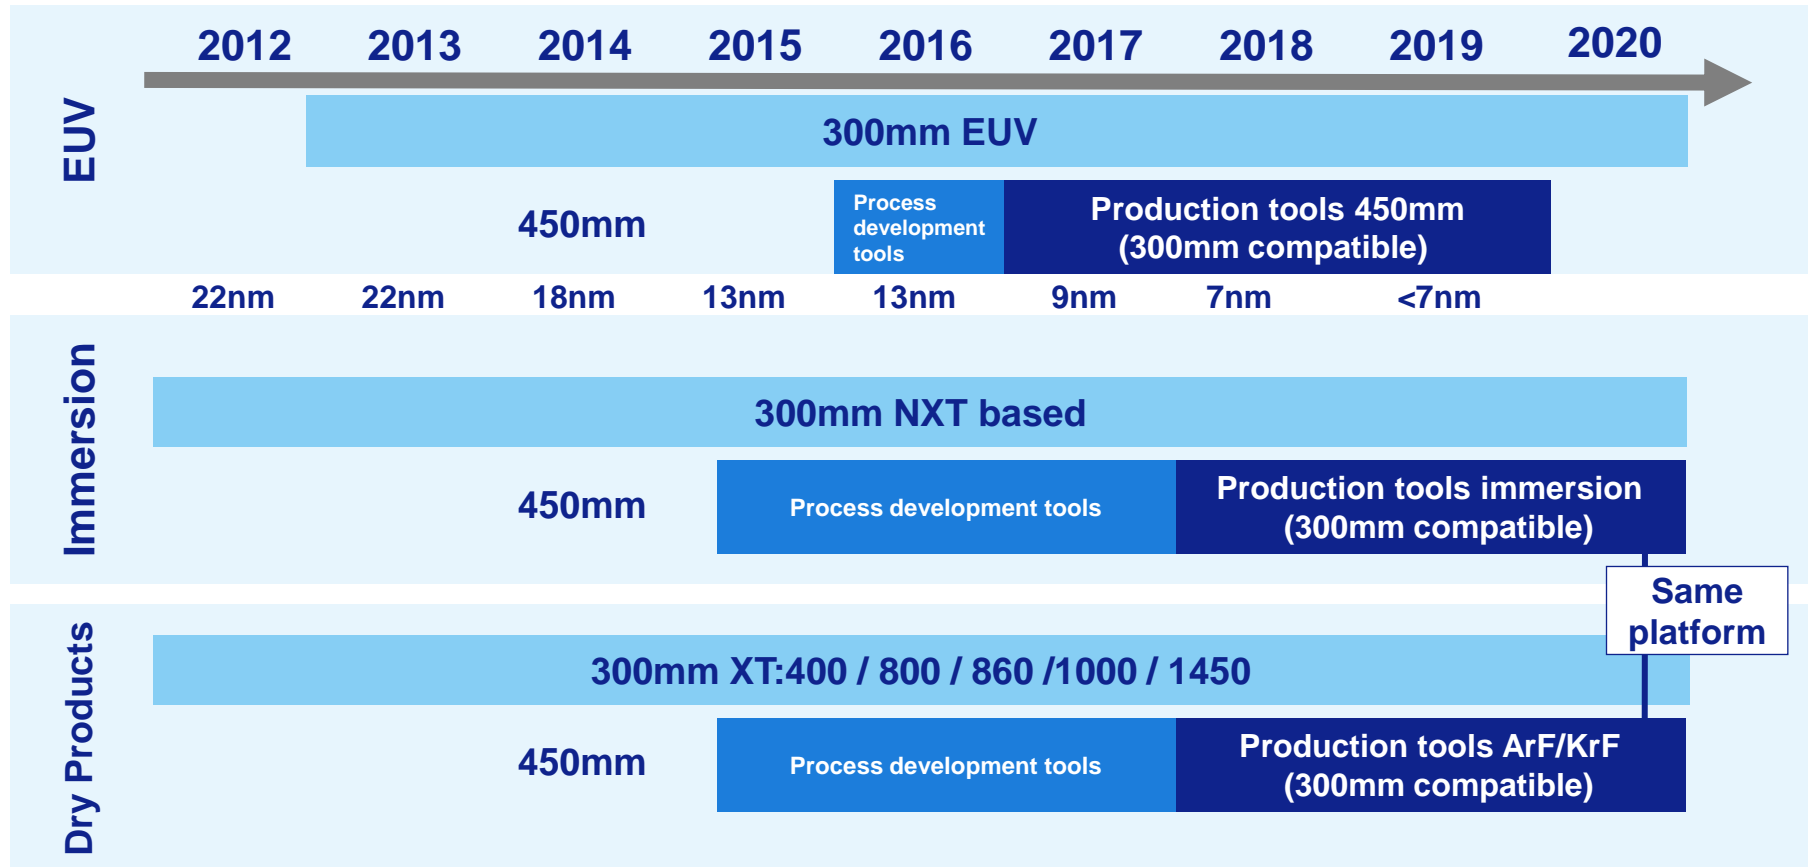 2012 2013 2014 2015 2016 2017 2018 2019 2020
EUV
300mm EUV
450mm
Process
development
tools
Production tools 450mm
(300mm compatible)
22nm 22nm 18nm 13nm 13nm 9nm 7nm <7nm
Immersion
300mm NXT based
450mm
Process development tools
Production tools immersion
(300mm compatible)
Same
platform
Dry Products
300mm XT:400 / 800 / 860 /1000 / 1450
450mm
Process development tools
Production tools ArF/KrF
(300mm compatible)